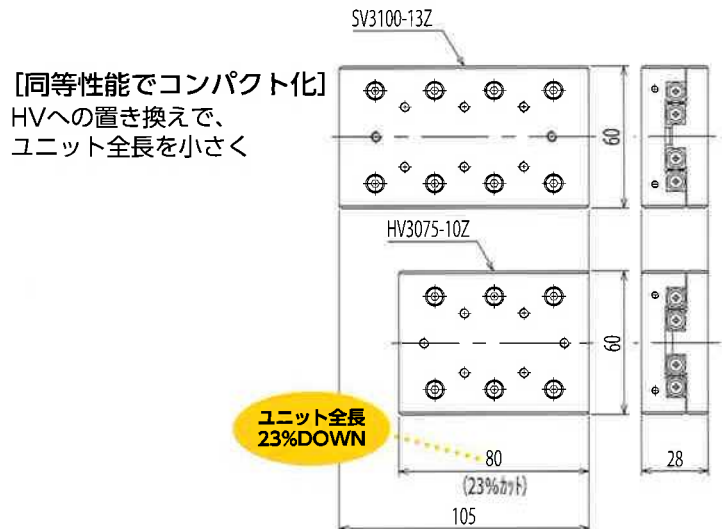 SV3100-13Z
[同等性能でコンパクト化]
HVへの置き換えで、
ユニット全長を小さく
60
HV3075-10Z
60
ユニット全長
23%DOWN
80
(23%カット)
28
105